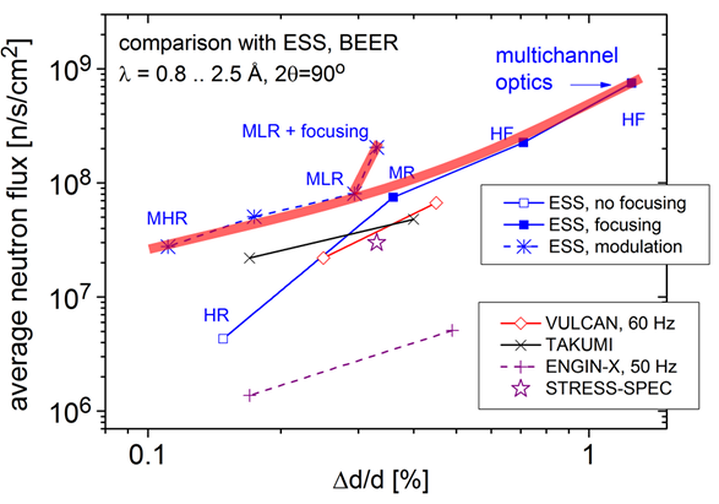 comparison with ESS, BEER
λ = 0.8 .. 2.5 Å, 2θ=90º
multichannel
optics
HF
HF
MLR + focusing
MLR
MR
MHR
HR
ESS, no focusing
ESS, focusing
ESS, modulation
VULCAN, 60 Hz
TAKUMI
ENGIN-X, 50 Hz
STRESS-SPEC
average neutron flux [n/s/cm²]
10⁹
10⁸
10⁷
10⁶
0.1
1
Δd/d [%]